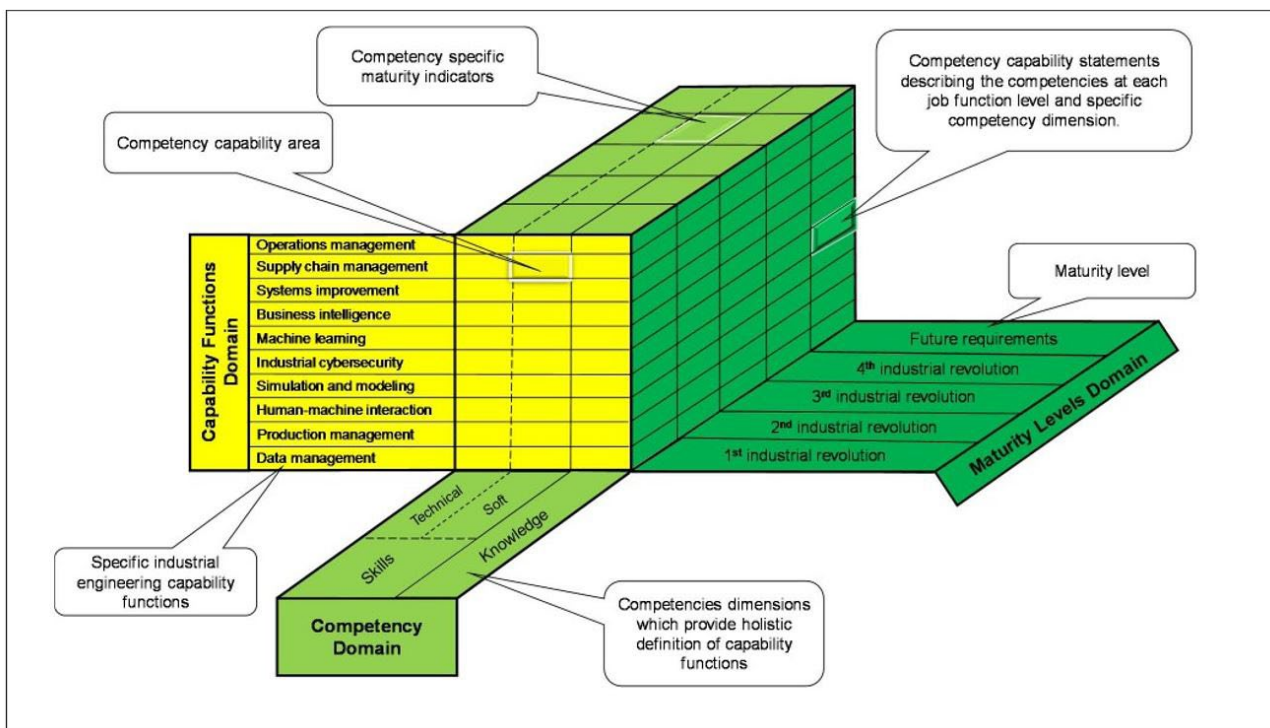 Competency specific
maturity indicators
Competency capability statements
describing the competencies at each
job function level and specific
competency dimension.
Competency capability area
Maturity level
Capability Functions
Domain
Operations management
Supply chain management
Systems improvement
Business intelligence
Machine learning
Industrial cybersecurity
Simulation and modeling
Human-machine interaction
Production management
Data management
Future requirements
4th industrial revolution
3rd industrial revolution
2nd industrial revolution
1st industrial revolution
Maturity Levels Domain
Technical
Soft
Skills
Knowledge
Competency
Domain
Specific industrial
engineering capability
functions
Competencies dimensions
which provide holistic
definition of capability
functions